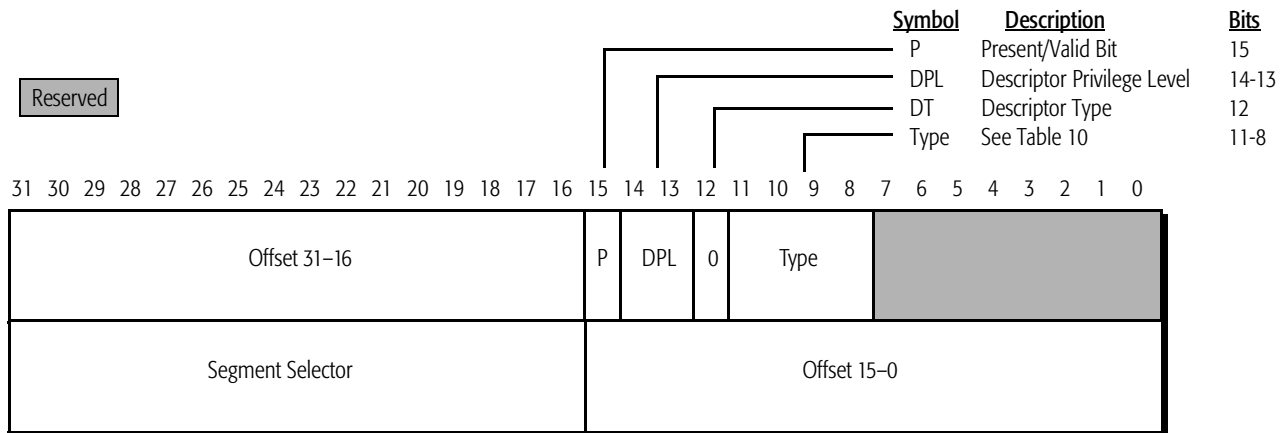 Symbol Description Bits
P Present/Valid Bit 15
DPL Descriptor Privilege Level 14-13
DT Descriptor Type 12
Type See Table 10 11-8
Reserved
31 30 29 28 27 26 25 24 23 22 21 20 19 18 17 16 15 14 13 12 11 10 9 8 7 6 5 4 3 2 1 0
Offset 31–16 P DPL 0 Type
Segment Selector Offset 15–0